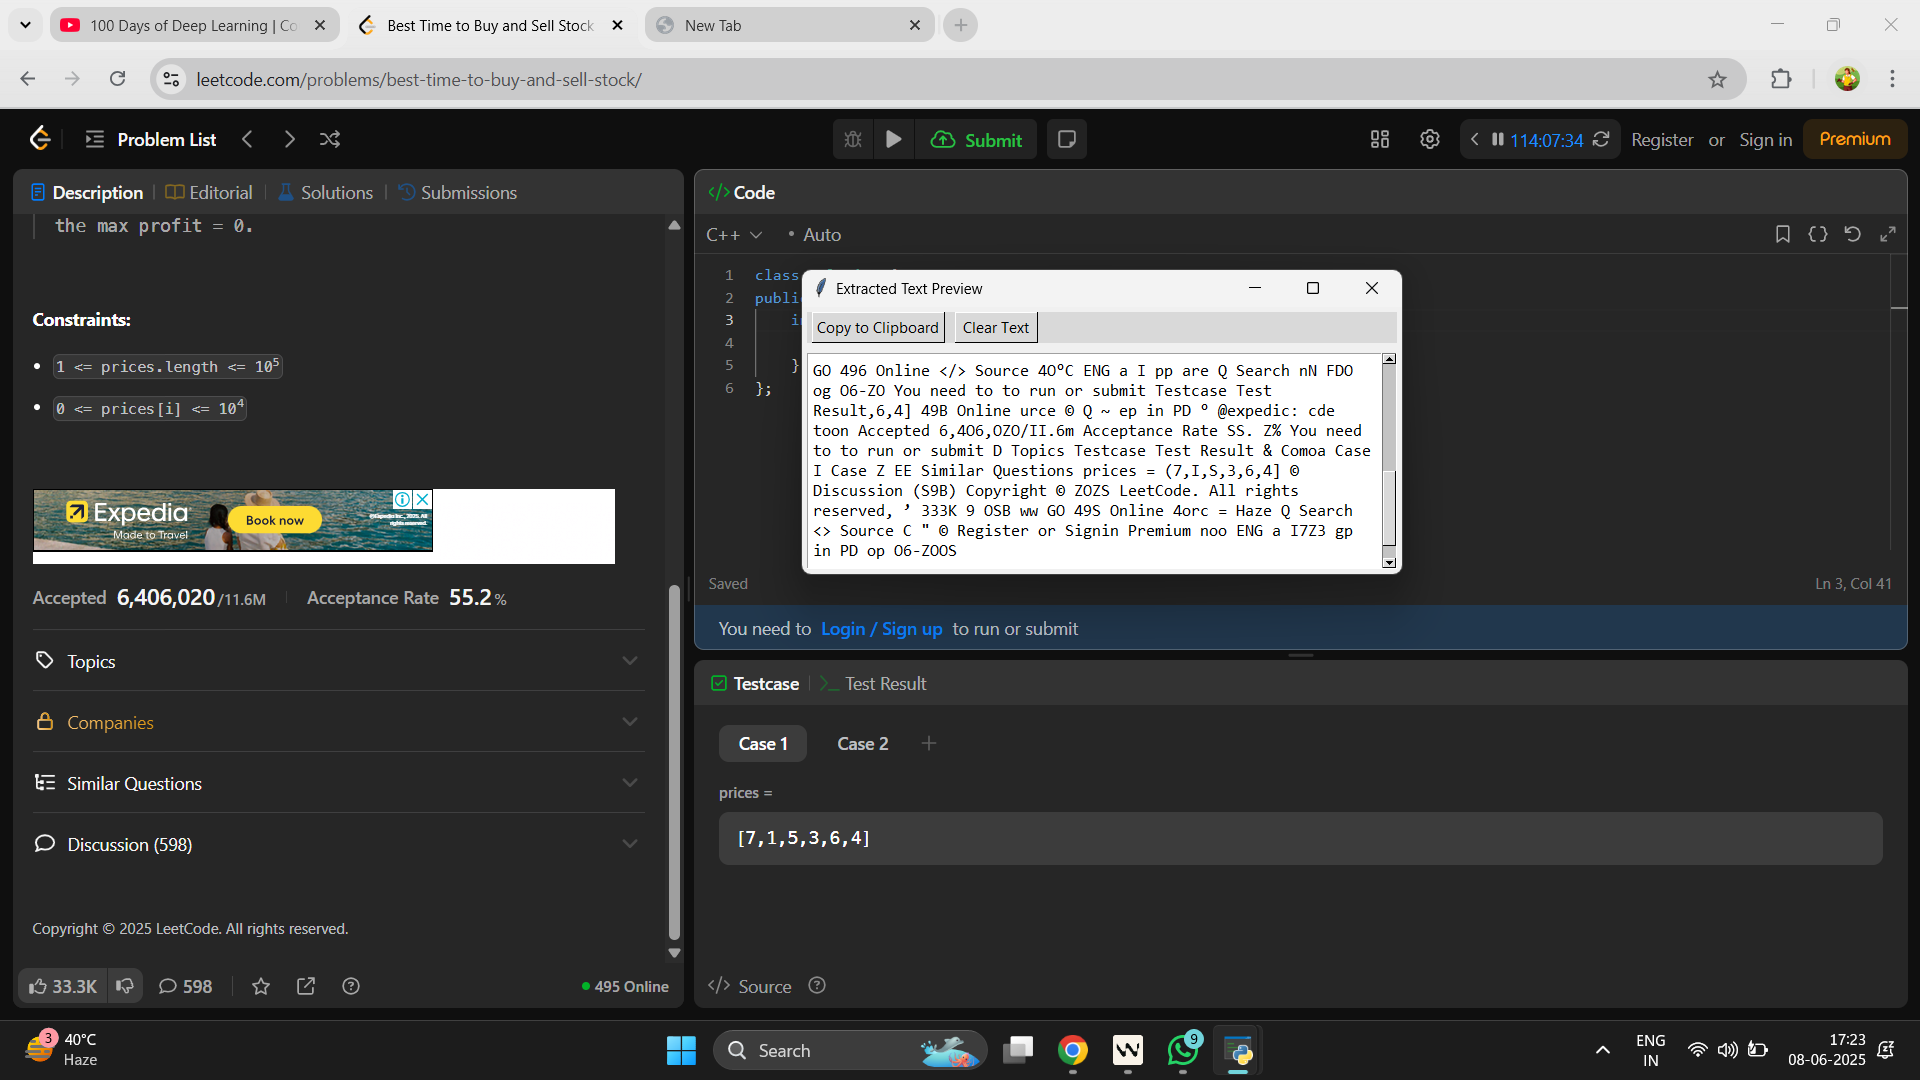 100 Days of Deep Learning | Co
Best Time to Buy and Sell Stock
New Tab
leetcode.com/problems/best-time-to-buy-and-sell-stock/
Problem List
Submit
114:07:34
Register or Sign in
Premium
Description
Editorial
Solutions
Submissions
the max profit = 0.
Constraints:
1 <= prices.length <= 10⁵
0 <= prices[i] <= 10⁴
Expedia
Made to Travel
Book now
Accepted 6,406,020/11.6M
Acceptance Rate 55.2%
Topics
Companies
Similar Questions
Discussion (598)
Copyright © 2025 LeetCode. All rights reserved.
33.3K
598
495 Online
Code
C++
Auto
1 class
2
3
4
5 }
6 };
Extracted Text Preview
Copy to Clipboard
Clear Text
GO 496 Online </> Source 4O°C ENG a I pp are Q Search nN FDO
og O6-ZO You need to to run or submit Testcase Test
Result,6,4] 49B Online urce © Q ~ ep in PD ° @expedic: cde
toon Accepted 6,4O6,OZO/II.6m Acceptance Rate SS. Z% You need
to to run or submit D Topics Testcase Test Result & Comoa Case
I Case Z EE Similar Questions prices = (7,I,S,3,6,4] ©
Discussion (S9B) Copyright © ZOZS LeetCode. All rights
reserved, ’ 333K 9 OSB ww GO 49S Online 4orc = Haze Q Search
<> Source C " © Register or Signin Premium noo ENG a I7Z3 gp
in PD op O6-ZOOS
Saved
Ln 3, Col 41
You need to Login / Sign up to run or submit
Testcase
Test Result
Case 1
Case 2
prices =
[7,1,5,3,6,4]
Source
3
40°C
Haze
Search
9
ENG
IN
17:23
08-06-2025